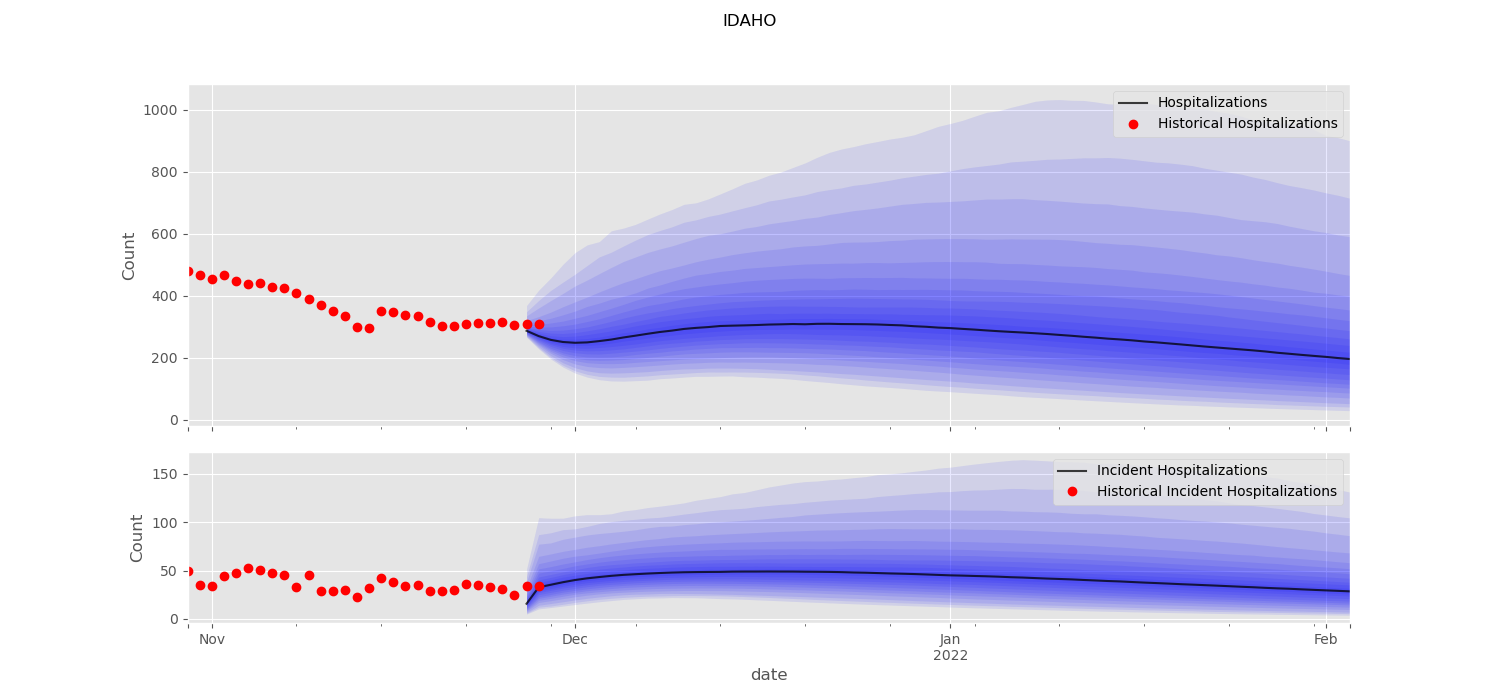 IDAHO
1000
800
600
400
200
0
Count
Hospitalizations
Historical Hospitalizations
150
100
50
0
Count
Incident Hospitalizations
Historical Incident Hospitalizations
Nov
Dec
Jan
2022
Feb
date